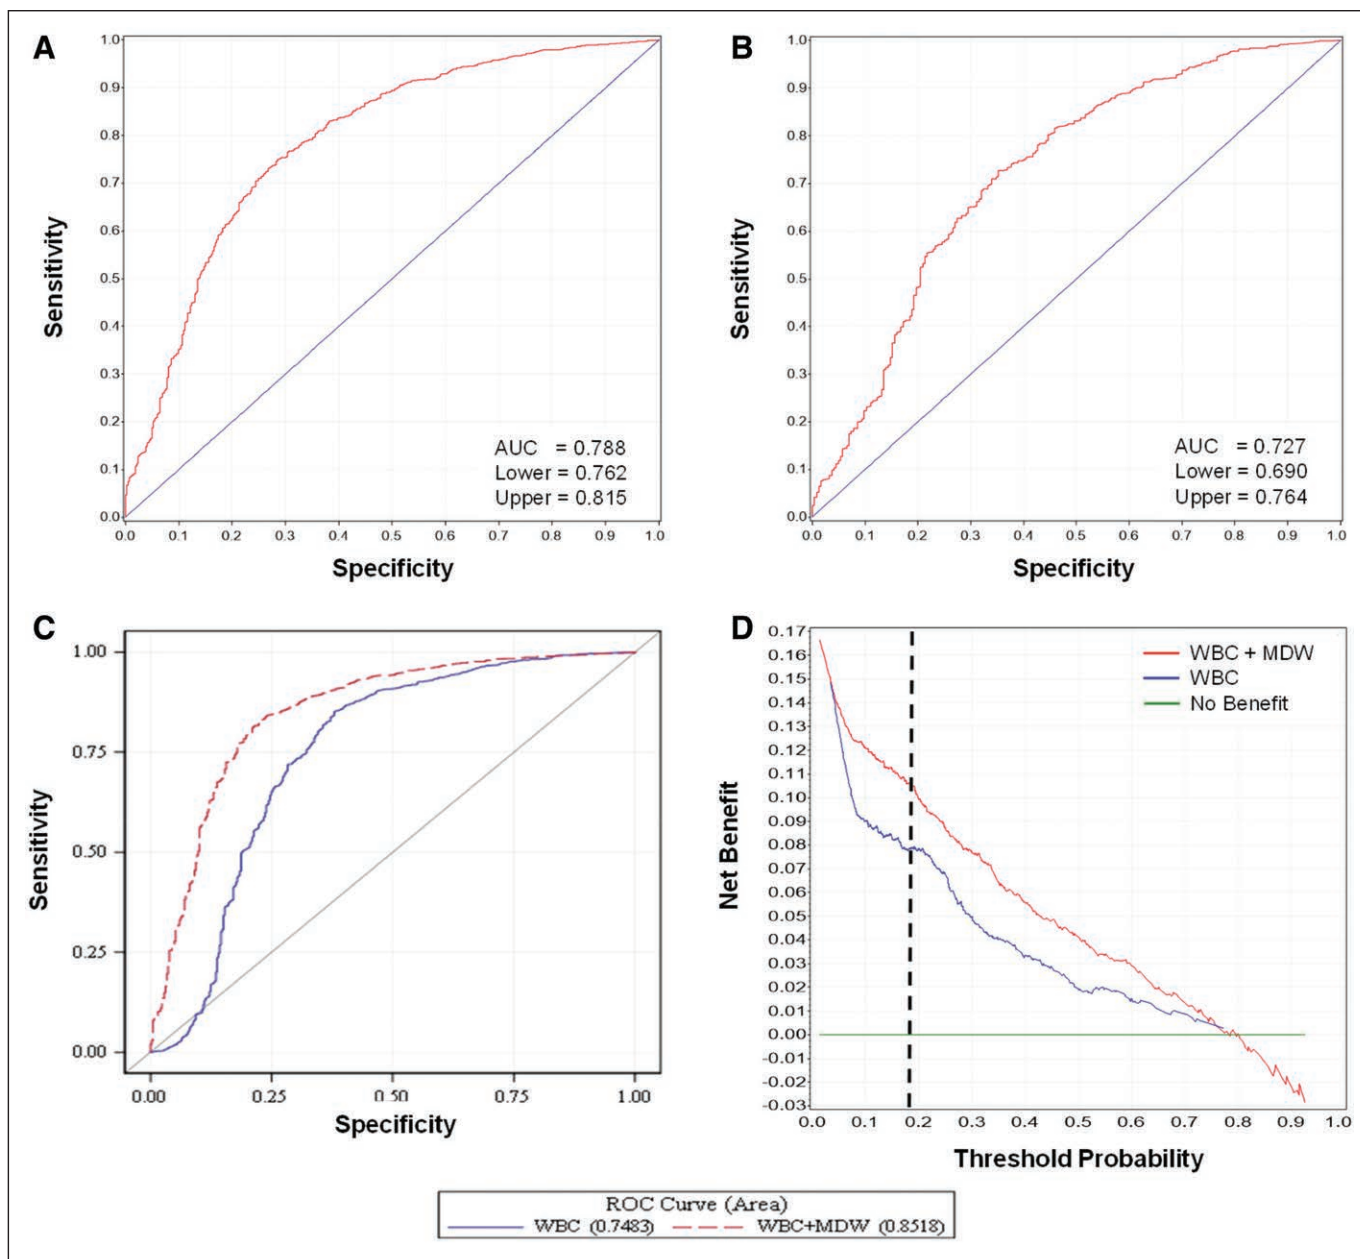 A
1.0
0.9
0.8
0.7
0.6
0.5
0.4
0.3
0.2
0.1
0.0
Sensitivity
AUC = 0.788
Lower = 0.762
Upper = 0.815
0.0 0.1 0.2 0.3 0.4 0.5 0.6 0.7 0.8 0.9 1.0
Specificity
B
1.0
0.9
0.8
0.7
0.6
0.5
0.4
0.3
0.2
0.1
0.0
Sensitivity
AUC = 0.727
Lower = 0.690
Upper = 0.764
0.0 0.1 0.2 0.3 0.4 0.5 0.6 0.7 0.8 0.9 1.0
Specificity
C
1.00
0.75
0.50
0.25
0.00
Sensitivity
0.00 0.25 0.50 0.75 1.00
Specificity
D
0.17
0.16
0.15
0.14
0.13
0.12
0.11
0.10
0.09
0.08
0.07
0.06
0.05
0.04
0.03
0.02
0.01
0.00
-0.01
-0.02
-0.03
Net Benefit
WBC + MDW
WBC
No Benefit
0.0 0.1 0.2 0.3 0.4 0.5 0.6 0.7 0.8 0.9 1.0
Threshold Probability
ROC Curve (Area)
WBC (0.7483) WBC+MDW (0.8518)